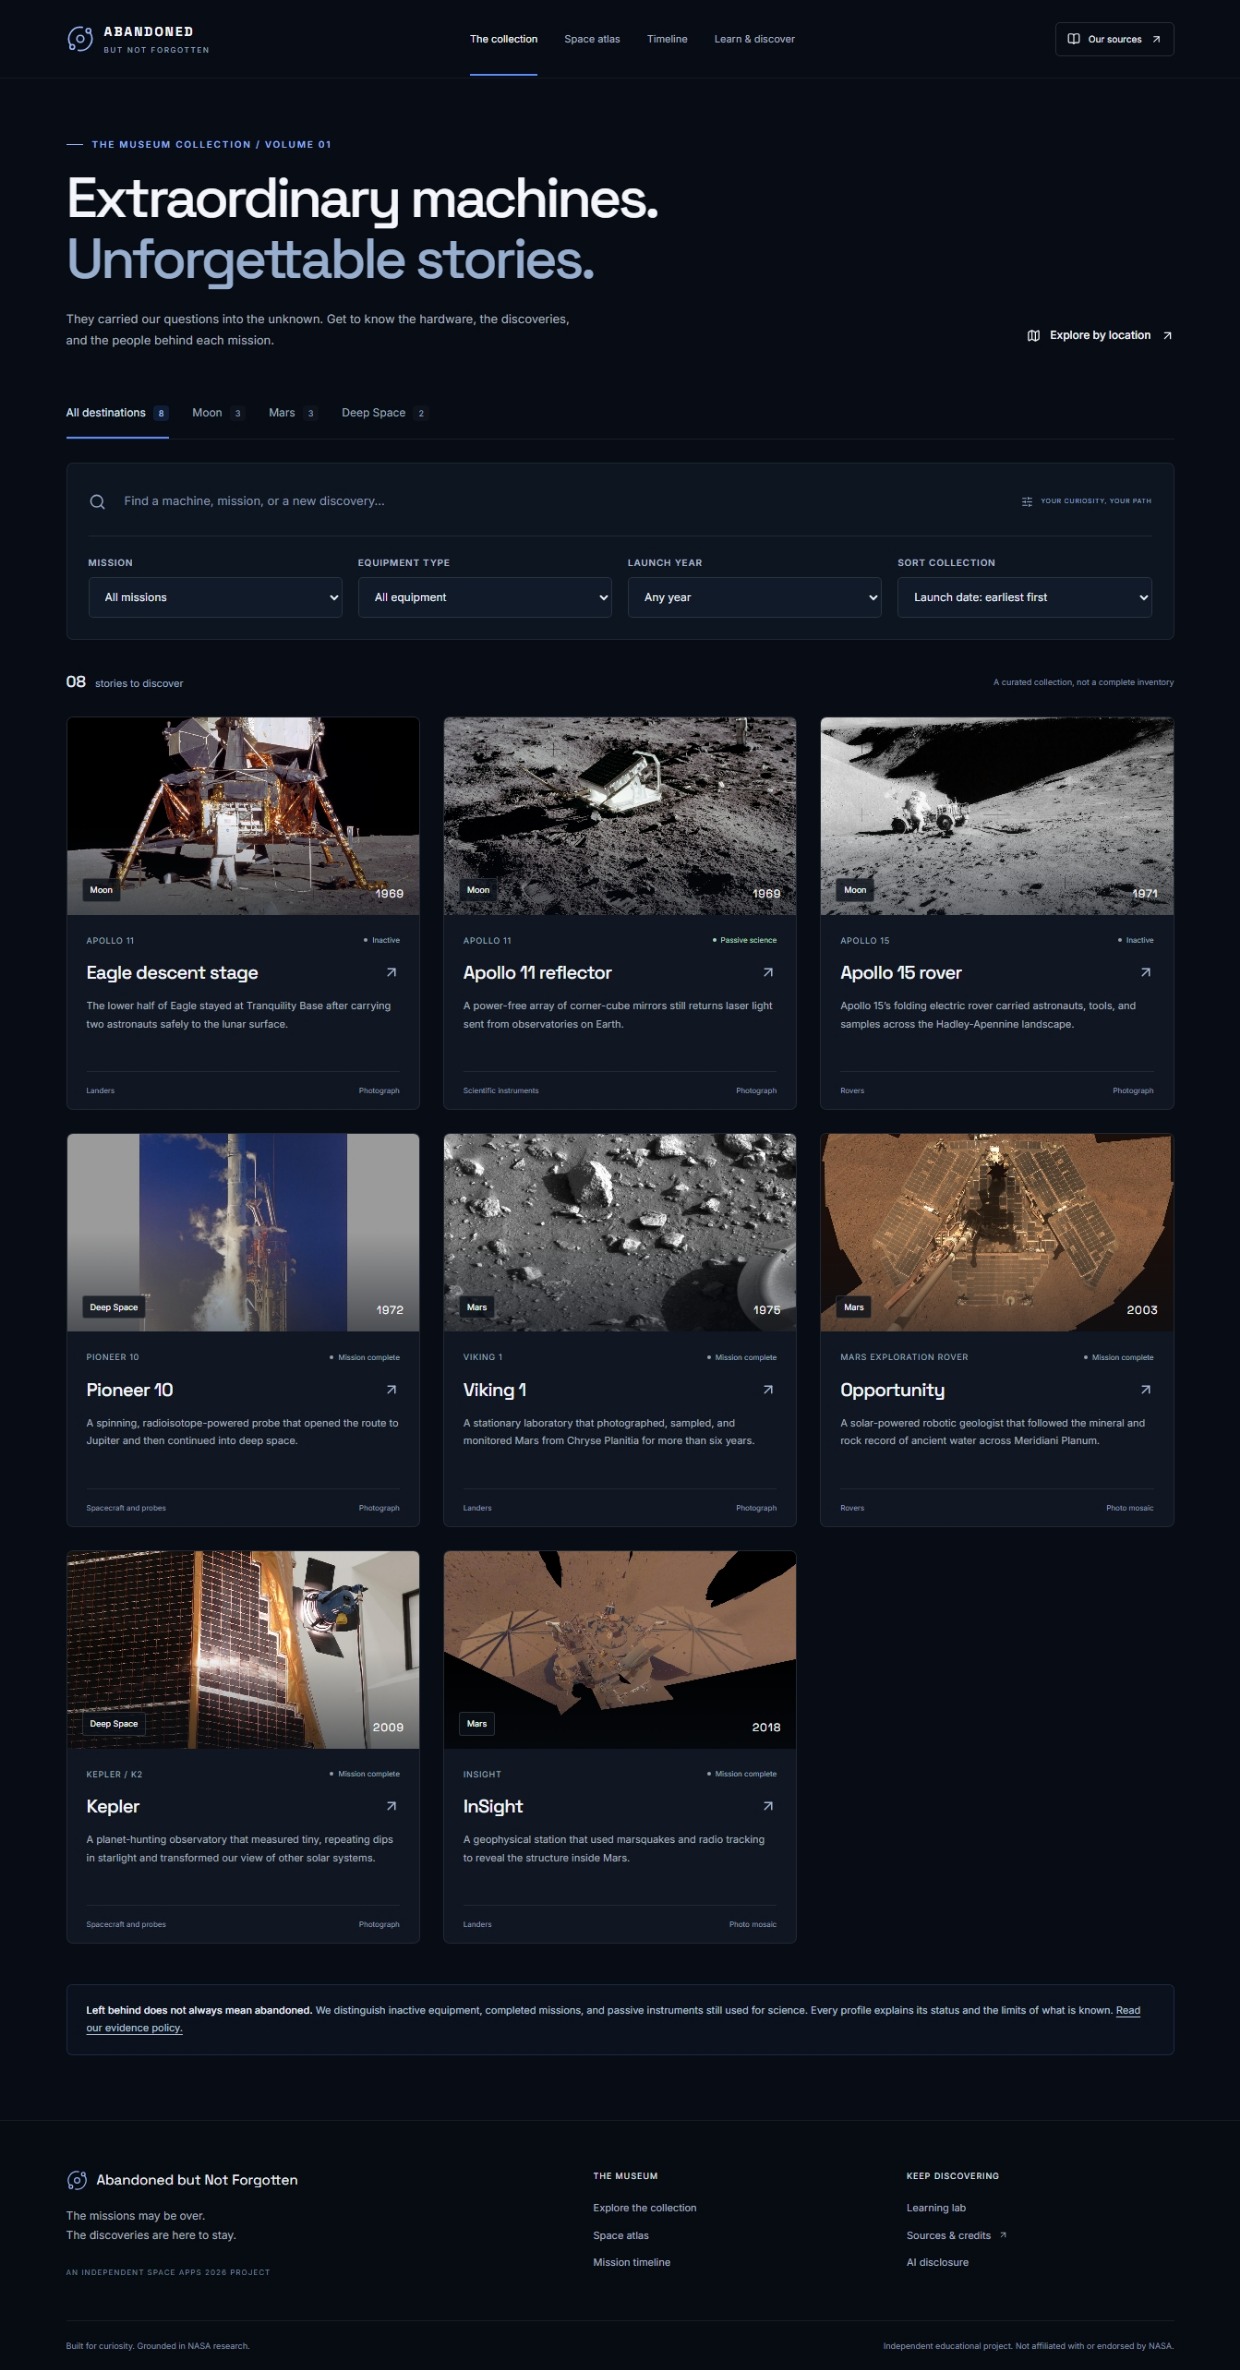 ABANDONED
BUT NOT FORGOTTEN
The collection
Space atlas
Timeline
Learn & discover
Our sources
THE MUSEUM COLLECTION / VOLUME 01
Extraordinary machines.
Unforgettable stories.
They carried our questions into the unknown. Get to know the hardware, the discoveries,
and the people behind each mission.
Explore by location
All destinations 8
Moon 3
Mars 3
Deep Space 2
Find a machine, mission, or a new discovery...
YOUR CURIOSITY, YOUR PATH
MISSION
All missions
EQUIPMENT TYPE
All equipment
LAUNCH YEAR
Any year
SORT COLLECTION
Launch date: earliest first
08 stories to discover
A curated collection, not a complete inventory
Moon
1969
APOLLO 11
Inactive
Eagle descent stage
The lower half of Eagle stayed at Tranquility Base after carrying
two astronauts safely to the lunar surface.
Landers
Photograph
Moon
1969
APOLLO 11
Passive science
Apollo 11 reflector
A power-free array of corner-cube mirrors still returns laser light
sent from observatories on Earth.
Scientific instruments
Photograph
Moon
1971
APOLLO 15
Inactive
Apollo 15 rover
Apollo 15's folding electric rover carried astronauts, tools, and
samples across the Hadley-Apennine landscape.
Rovers
Photograph
Deep Space
1972
PIONEER 10
Mission complete
Pioneer 10
A spinning, radioisotope-powered probe that opened the route to
Jupiter and then continued into deep space.
Spacecraft and probes
Photograph
Mars
1975
VIKING 1
Mission complete
Viking 1
A stationary laboratory that photographed, sampled, and
monitored Mars from Chryse Planitia for more than six years.
Landers
Photograph
Mars
2003
MARS EXPLORATION ROVER
Mission complete
Opportunity
A solar-powered robotic geologist that followed the mineral and
rock record of ancient water across Meridiani Planum.
Rovers
Photo mosaic
Deep Space
2009
KEPLER / K2
Mission complete
Kepler
A planet-hunting observatory that measured tiny, repeating dips
in starlight and transformed our view of other solar systems.
Spacecraft and probes
Photograph
Mars
2018
INSIGHT
Mission complete
InSight
A geophysical station that used marsquakes and radio tracking
to reveal the structure inside Mars.
Landers
Photo mosaic
Left behind does not always mean abandoned. We distinguish inactive equipment, completed missions, and passive instruments still used for science. Every profile explains its status and the limits of what is known. Read
our evidence policy.
Abandoned but Not Forgotten
The missions may be over.
The discoveries are here to stay.
AN INDEPENDENT SPACE APPS 2026 PROJECT
THE MUSEUM
Explore the collection
Space atlas
Mission timeline
KEEP DISCOVERING
Learning lab
Sources & credits
AI disclosure
Built for curiosity. Grounded in NASA research.
Independent educational project. Not affiliated with or endorsed by NASA.